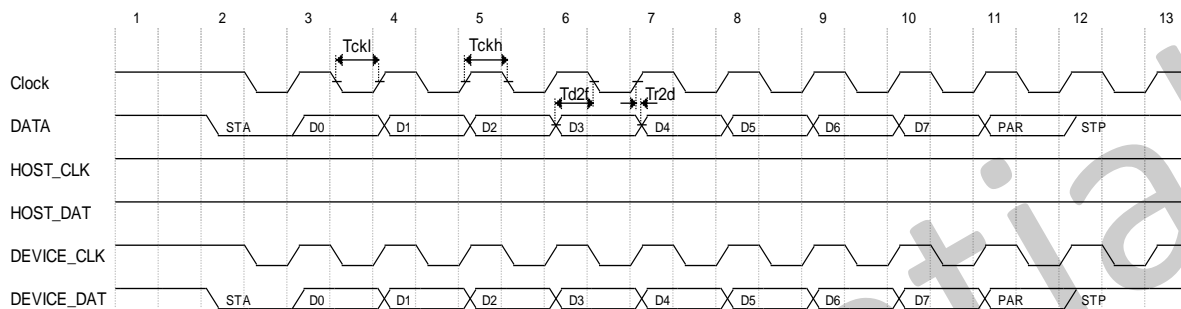 1 2 3 4 5 6 7 8 9 10 11 12 13
Tckl Tckh
Clock
Td2f Tr2d
DATA STA D0 D1 D2 D3 D4 D5 D6 D7 PAR STP
HOST_CLK
HOST_DAT
DEVICE_CLK
DEVICE_DAT STA D0 D1 D2 D3 D4 D5 D6 D7 PAR STP